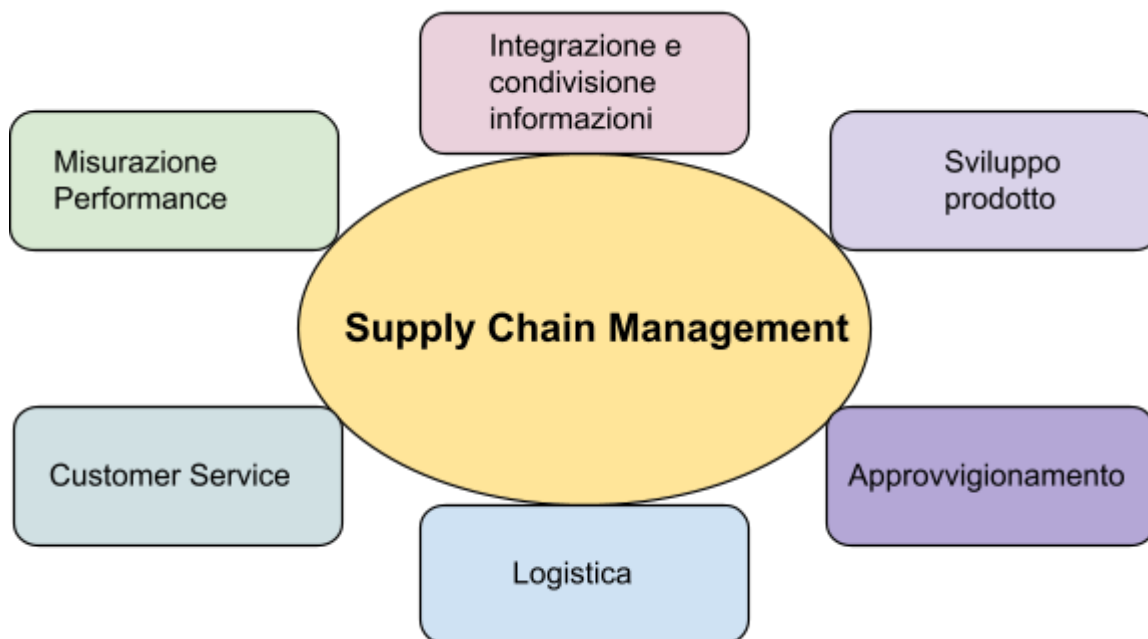 Integrazione e
condivisione
informazioni
Misurazione
Performance
Sviluppo
prodotto
Supply Chain Management
Customer Service
Approvvigionamento
Logistica